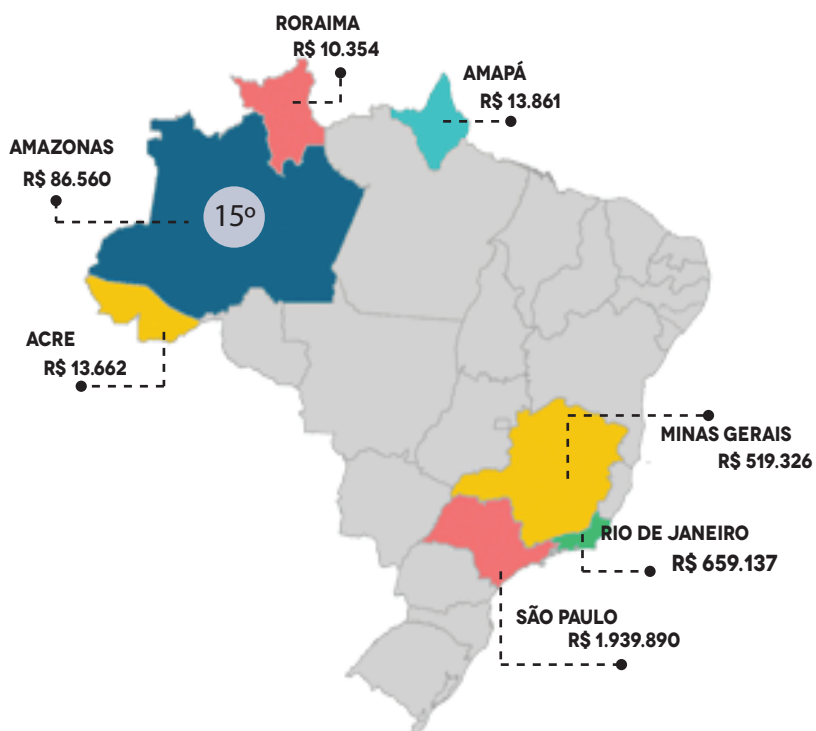 RORAIMA
R$ 10.354
AMAPÁ
R$ 13.861
AMAZONAS
R$ 86.560
15º
ACRE
R$ 13.662
MINAS GERAIS
R$ 519.326
RIO DE JANEIRO
R$ 659.137
SÃO PAULO
R$ 1.939.890